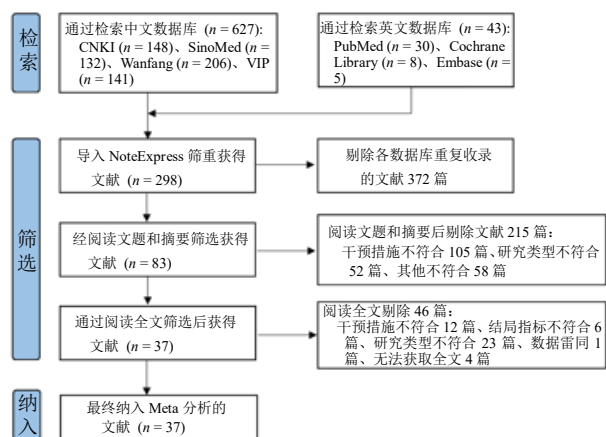 检索
通过检索中文数据库 (n = 627):
CNKI (n = 148)、SinoMed (n =
132)、Wanfang (n = 206)、VIP
(n = 141)
通过检索英文数据库 (n = 43):
PubMed (n = 30)、Cochrane
Library (n = 8)、Embase (n =
5)
筛选
导入 NoteExpress 筛重获得
文献 (n = 298)
剔除各数据库重复收录
的文献 372 篇
经阅读文题和摘要筛选获得
文献 (n = 83)
阅读文题和摘要后剔除文献 215 篇:
干预措施不符合 105 篇、研究类型不符合
52 篇、其他不符合 58 篇
通过阅读全文筛选后获得
文献 (n = 37)
阅读全文剔除 46 篇:
干预措施不符合 12 篇、结局指标不符合 6
篇、研究类型不符合 23 篇、数据雷同 1
篇、无法获取全文 4 篇
纳入
最终纳入 Meta 分析的
文献 (n = 37)